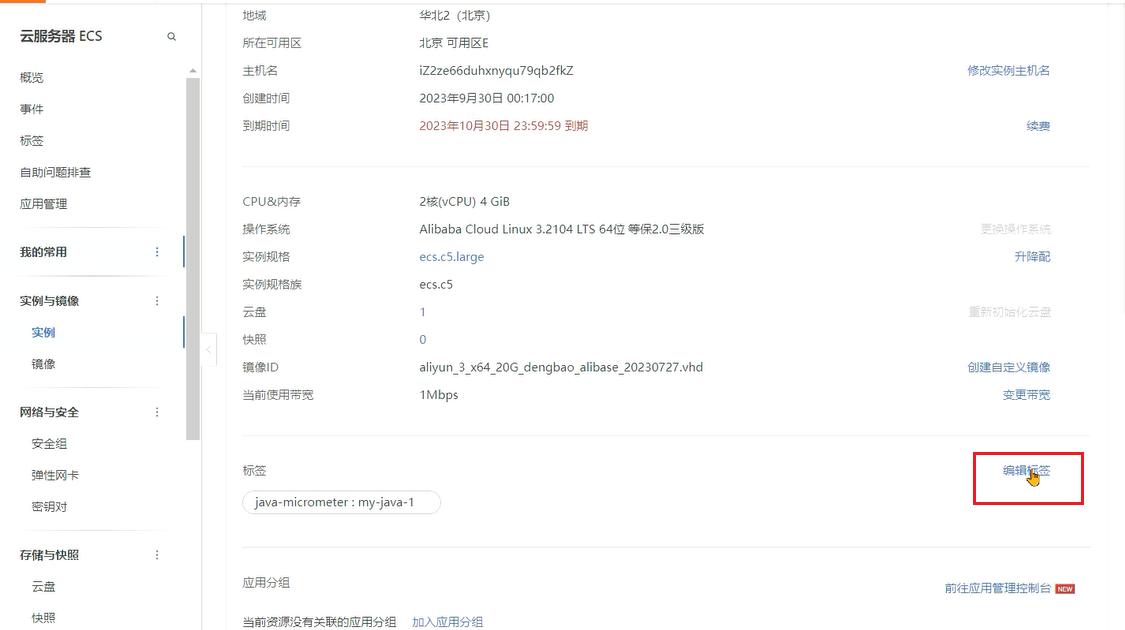 云服务器 ECS
概览
事件
标签
自助问题排查
应用管理
我的常用
实例与镜像
实例
镜像
网络与安全
安全组
弹性网卡
密钥对
存储与快照
云盘
快照
地域 华北2（北京）
所在可用区 北京 可用区E
主机名 iZ2ze66duhxnyqu79qb2fkZ 修改实例主机名
创建时间 2023年9月30日 00:17:00
到期时间 2023年10月30日 23:59:59 到期 续费
CPU&内存 2核(vCPU) 4 GiB
操作系统 Alibaba Cloud Linux 3.2104 LTS 64位 等保2.0三级版 更换操作系统
实例规格 ecs.c5.large 升降配
实例规格族 ecs.c5
云盘 1 重新初始化云盘
快照 0
镜像ID aliyun_3_x64_20G_dengbao_alibase_20230727.vhd 创建自定义镜像
当前使用带宽 1Mbps 变更带宽
标签 编辑标签
java-micrometer : my-java-1
应用分组 前往应用管理控制台 NEW
当前资源没有关联的应用分组 加入应用分组